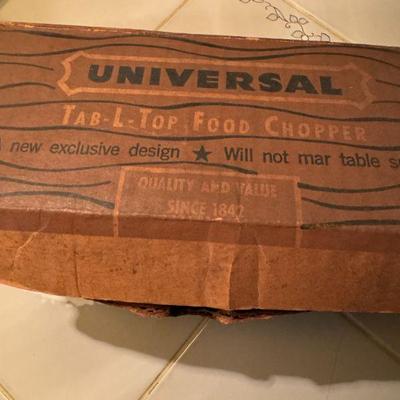 UNIVERSAL
TAB-L-TOP FOOD CHOPPER
new exclusive design ★ Will not mar table
QUALITY AND VALUE
SINCE 1842